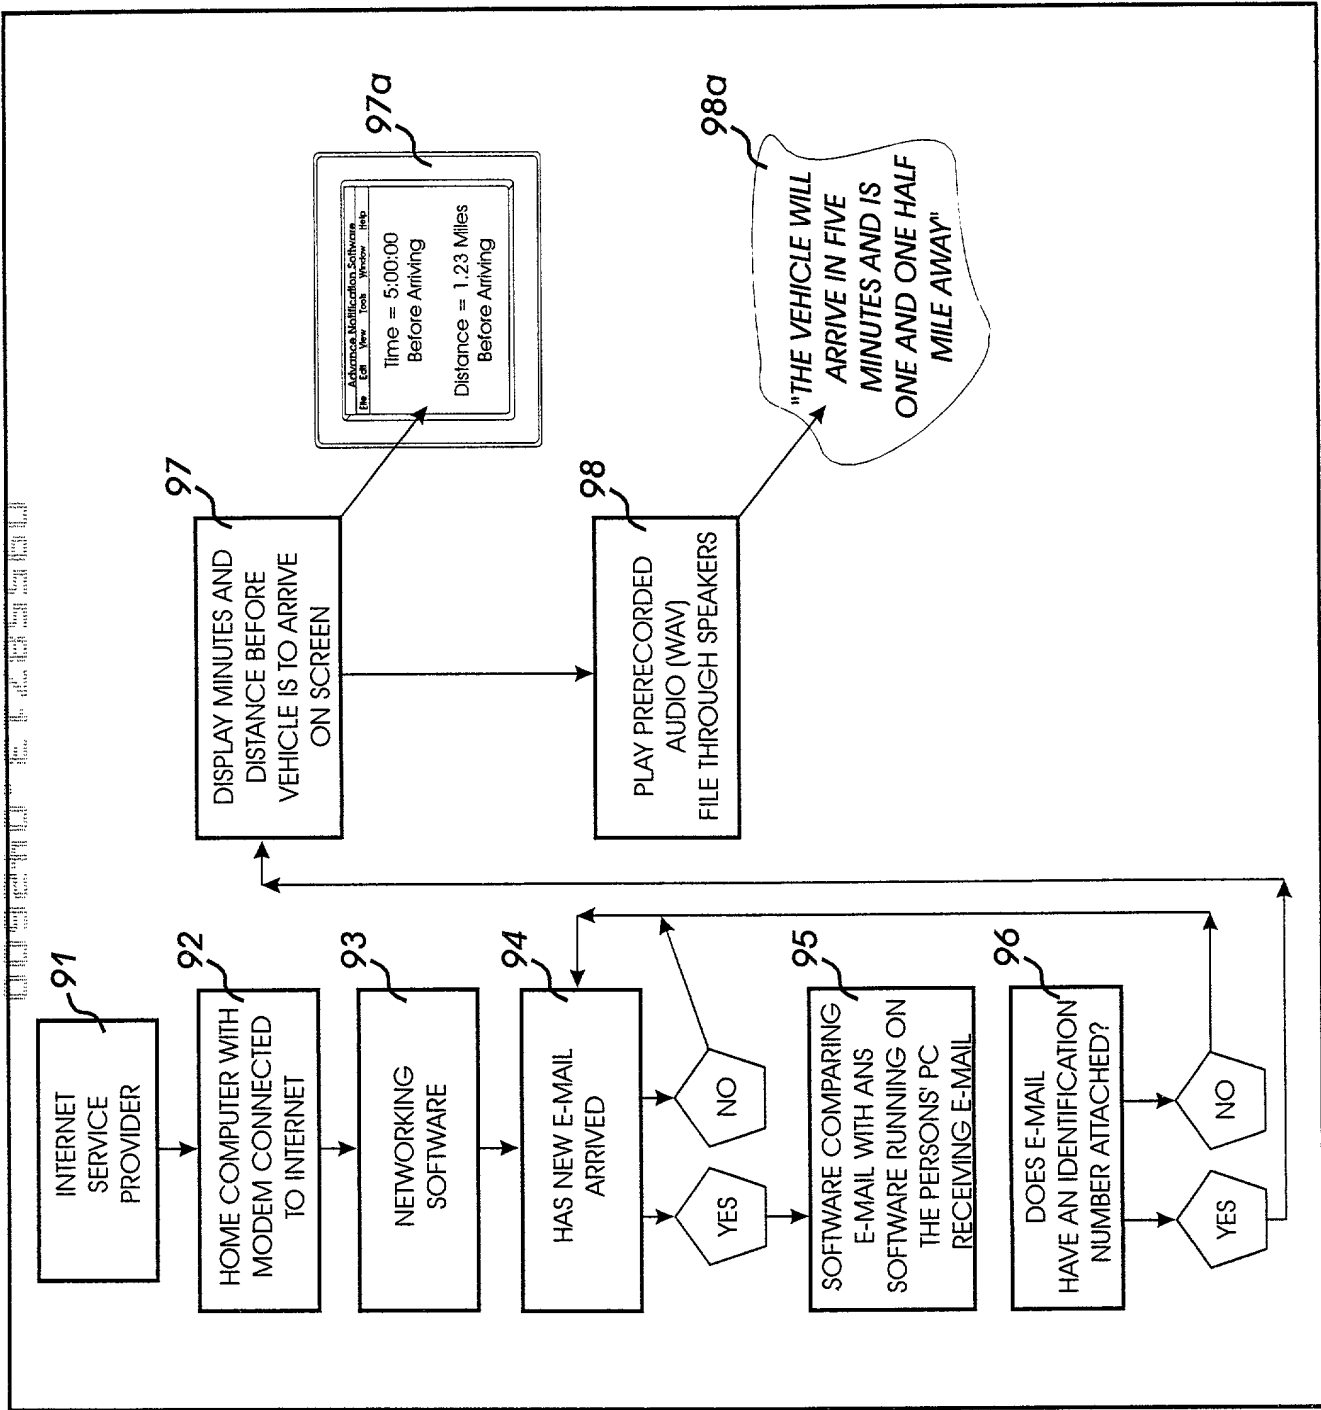 91
INTERNET
SERVICE
PROVIDER
92
HOME COMPUTER WITH
MODEM CONNECTED
TO INTERNET
93
NETWORKING
SOFTWARE
94
HAS NEW E-MAIL
ARRIVED
YES
NO
95
SOFTWARE COMPARING
E-MAIL WITH ANS
SOFTWARE RUNNING ON
THE PERSONS' PC
RECEIVING E-MAIL
96
DOES E-MAIL
HAVE AN IDENTIFICATION
NUMBER ATTACHED?
YES
NO
97
DISPLAY MINUTES AND
DISTANCE BEFORE
VEHICLE IS TO ARRIVE
ON SCREEN
97a
Advance Notification Software
File Edit View Tools Window Help
Time = 5:00:00
Before Arriving
Distance = 1.23 Miles
Before Arriving
98
PLAY PRERECORDED
AUDIO (WAV)
FILE THROUGH SPEAKERS
98a
"THE VEHICLE WILL
ARRIVE IN FIVE
MINUTES AND IS
ONE AND ONE HALF
MILE AWAY"